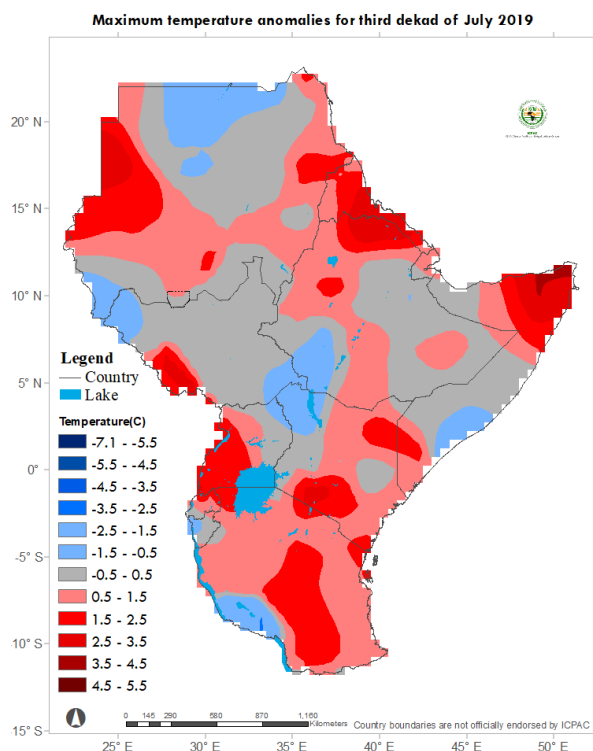 Maximum temperature anomalies for third dekad of July 2019
20° N
15° N
10° N
5° N
0°
-5° S
10° S
15° S
Legend
Country
Lake
Temperature(C)
-7.1 - -5.5
-5.5 - -4.5
-4.5 - -3.5
-3.5 - -2.5
-2.5 - -1.5
-1.5 - -0.5
-0.5 - 0.5
0.5 - 1.5
1.5 - 2.5
2.5 - 3.5
3.5 - 4.5
4.5 - 5.5
0 145 290 580 870 1,160
Kilometers
Country boundaries are not officially endorsed by ICPAC
25° E 30° E 35° E 40° E 45° E 50° E